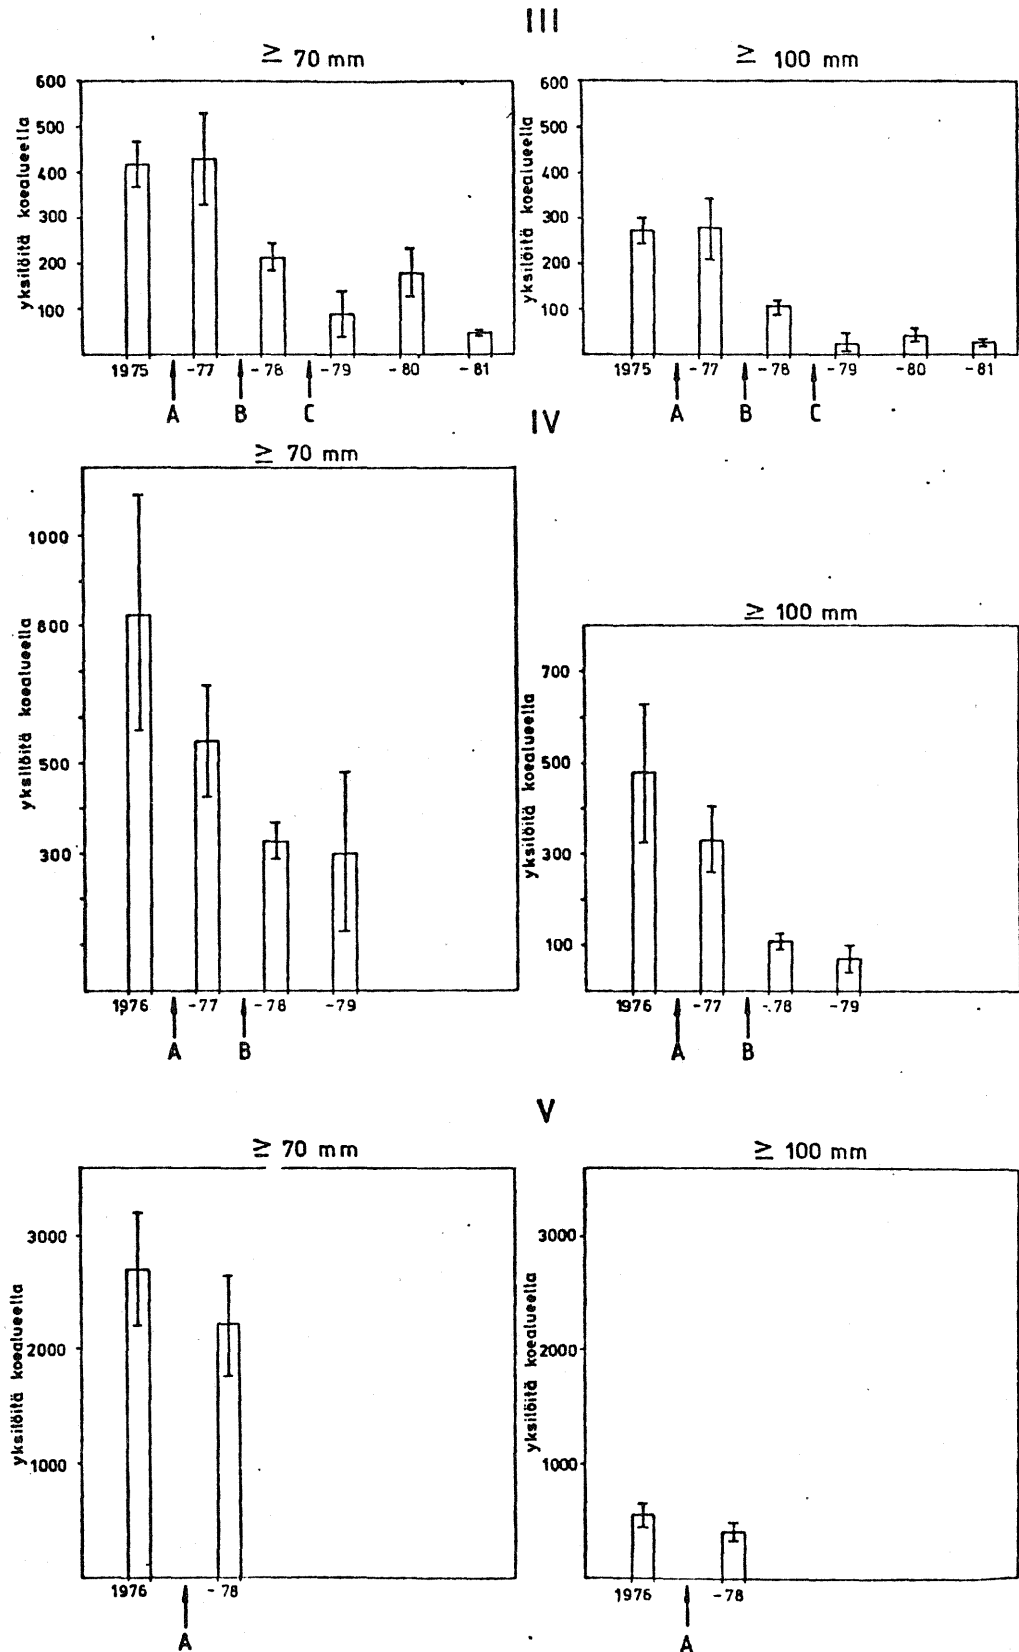 III
≥ 70 mm
600
500
400
300
200
100
yksilöitä koealueella
1975 -77 -78 -79 -80 -81
A B C
≥ 100 mm
600
500
400
300
200
100
yksilöitä koealueella
1975 -77 -78 -79 -80 -81
A B C
IV
≥ 70 mm
1000
800
500
300
yksilöitä koealueella
1976 -77 -78 -79
A B
≥ 100 mm
700
500
300
100
yksilöitä koealueella
1976 -77 -78 -79
A B
V
≥ 70 mm
3000
2000
1000
yksilöitä koealueella
1976 -78
A
≥ 100 mm
3000
2000
1000
yksilöitä koealueella
1976 -78
A